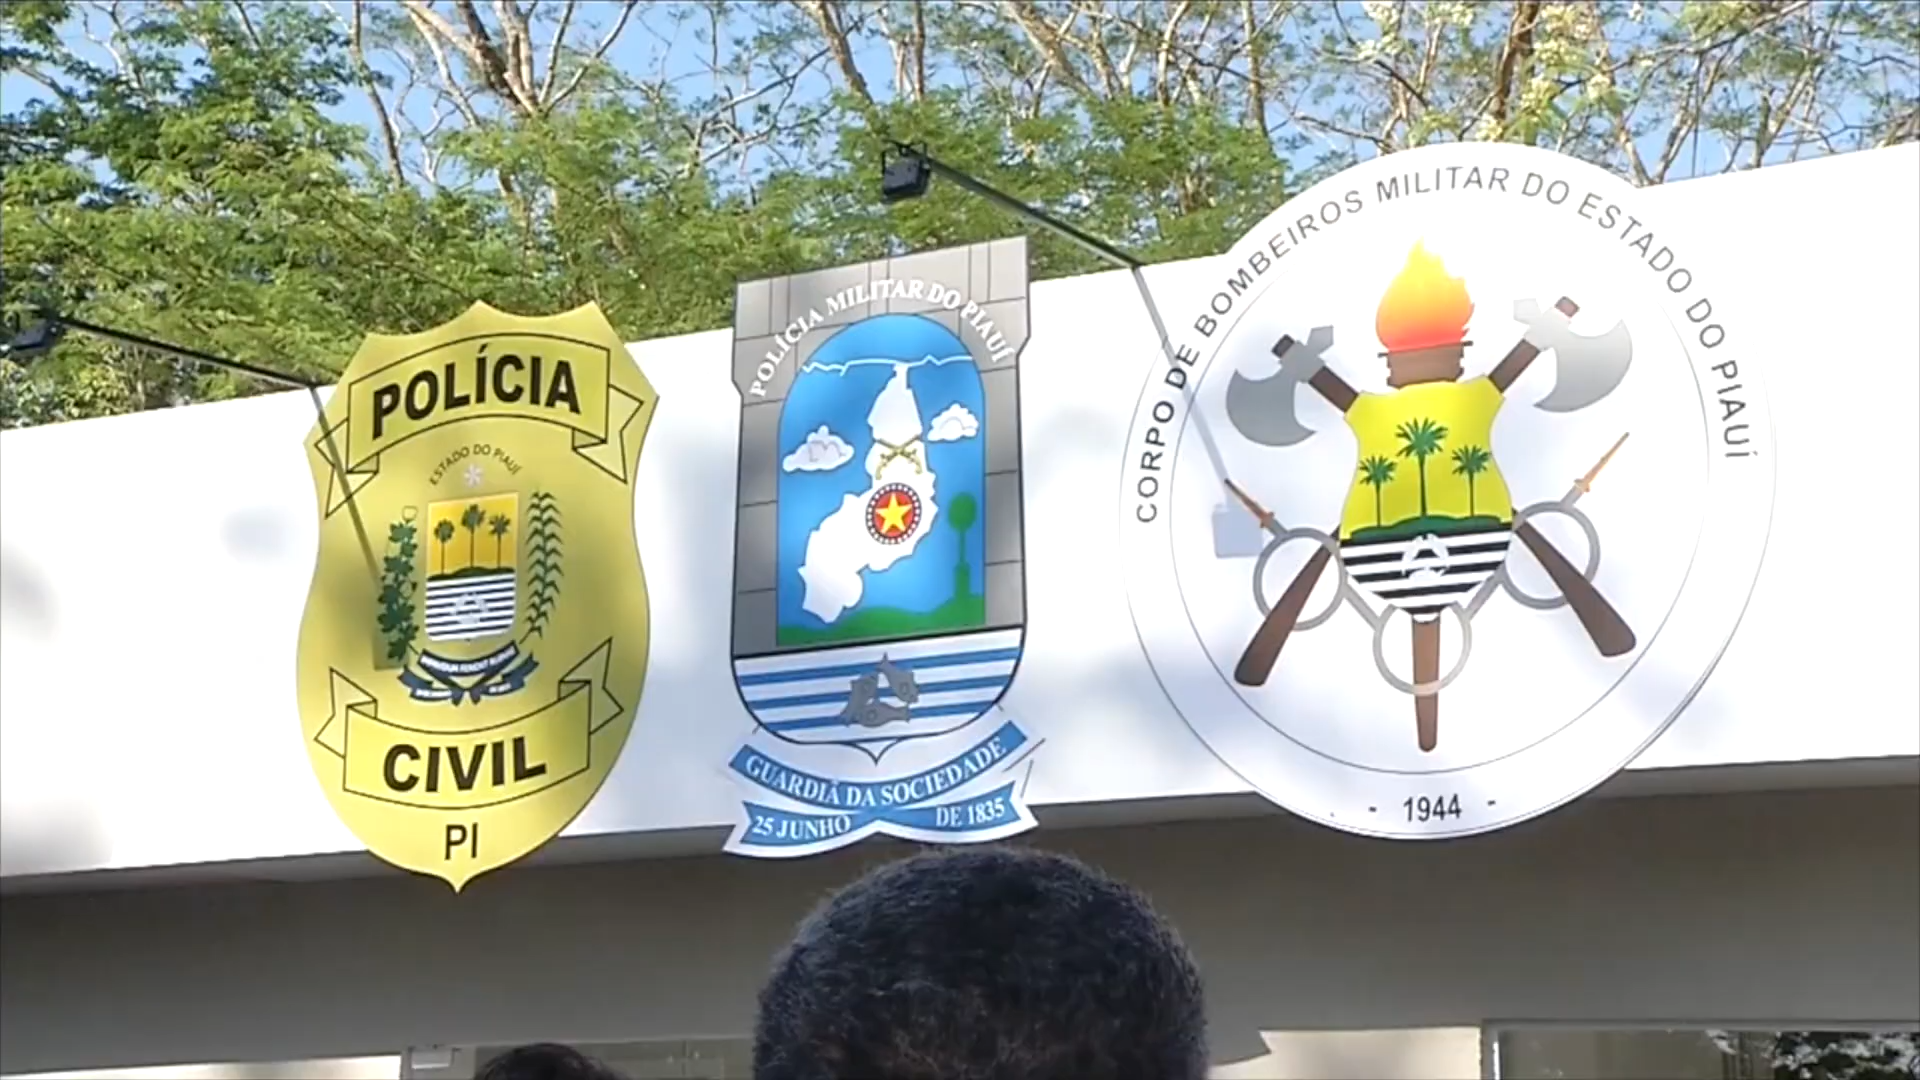 POLÍCIA
ESTADO DO PIAUÍ
CIVIL
PI
POLÍCIA MILITAR DO PIAUÍ
GUARDIÃ DA SOCIEDADE
25 JUNHO DE 1835
CORPO DE BOMBEIROS MILITAR DO ESTADO DO PIAUÍ
- 1944 -